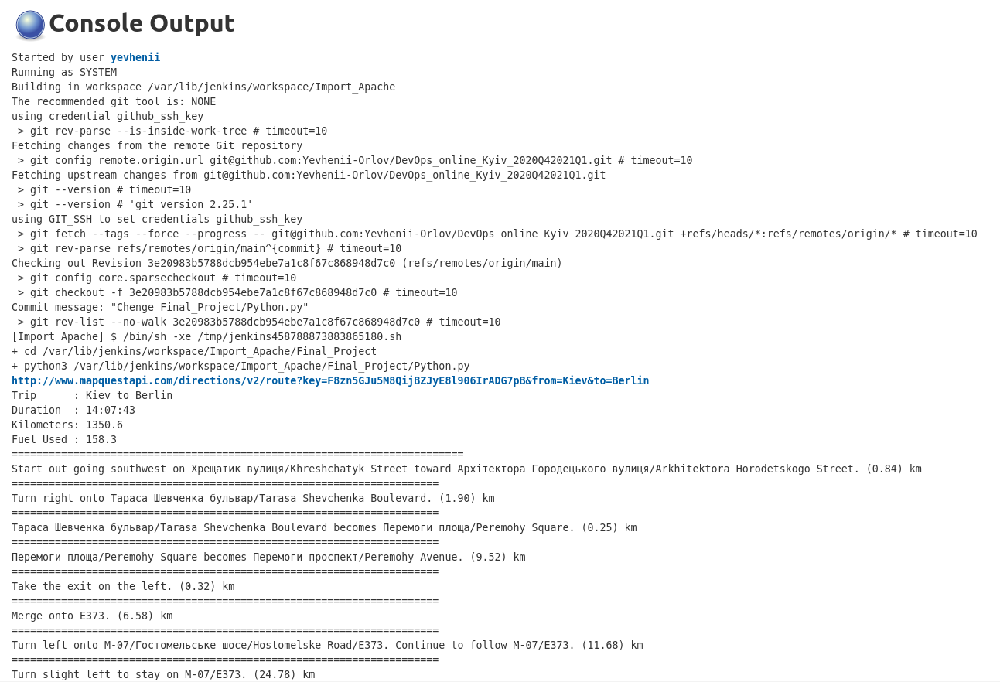 Console Output
Started by user yevhenii
Running as SYSTEM
Building in workspace /var/lib/jenkins/workspace/Import_Apache
The recommended git tool is: NONE
using credential github_ssh_key
 > git rev-parse --is-inside-work-tree # timeout=10
Fetching changes from the remote Git repository
 > git config remote.origin.url git@github.com:Yevhenii-Orlov/DevOps_online_Kyiv_2020Q42021Q1.git # timeout=10
Fetching upstream changes from git@github.com:Yevhenii-Orlov/DevOps_online_Kyiv_2020Q42021Q1.git
 > git --version # timeout=10
 > git --version # 'git version 2.25.1'
using GIT_SSH to set credentials github_ssh_key
 > git fetch --tags --force --progress -- git@github.com:Yevhenii-Orlov/DevOps_online_Kyiv_2020Q42021Q1.git +refs/heads/*:refs/remotes/origin/* # timeout=10
 > git rev-parse refs/remotes/origin/main^{commit} # timeout=10
Checking out Revision 3e20983b5788dcb954ebe7a1c8f67c868948d7c0 (refs/remotes/origin/main)
 > git config core.sparsecheckout # timeout=10
 > git checkout -f 3e20983b5788dcb954ebe7a1c8f67c868948d7c0 # timeout=10
Commit message: "Chenge Final_Project/Python.py"
 > git rev-list --no-walk 3e20983b5788dcb954ebe7a1c8f67c868948d7c0 # timeout=10
[Import_Apache] $ /bin/sh -xe /tmp/jenkins458788873883865180.sh
+ cd /var/lib/jenkins/workspace/Import_Apache/Final_Project
+ python3 /var/lib/jenkins/workspace/Import_Apache/Final_Project/Python.py
http://www.mapquestapi.com/directions/v2/route?key=F8zn5GJu5M8QijBZJyE8l906IrADG7pB&from=Kiev&to=Berlin
Trip      : Kiev to Berlin
Duration  : 14:07:43
Kilometers: 1350.6
Fuel Used : 158.3
=========================================================================
Start out going southwest on Хрещатик вулиця/Khreshchatyk Street toward Архітектора Городецького вулиця/Arkhitektora Horodetskogo Street. (0.84) km
=====================================================================
Turn right onto Тараса Шевченка бульвар/Tarasa Shevchenka Boulevard. (1.90) km
=====================================================================
Тараса Шевченка бульвар/Tarasa Shevchenka Boulevard becomes Перемоги площа/Peremohy Square. (0.25) km
=====================================================================
Перемоги площа/Peremohy Square becomes Перемоги проспект/Peremohy Avenue. (9.52) km
=====================================================================
Take the exit on the left. (0.32) km
=====================================================================
Merge onto E373. (6.58) km
=====================================================================
Turn left onto M-07/Гостомельське шосе/Hostomelske Road/E373. Continue to follow M-07/E373. (11.68) km
=====================================================================
Turn slight left to stay on M-07/E373. (24.78) km